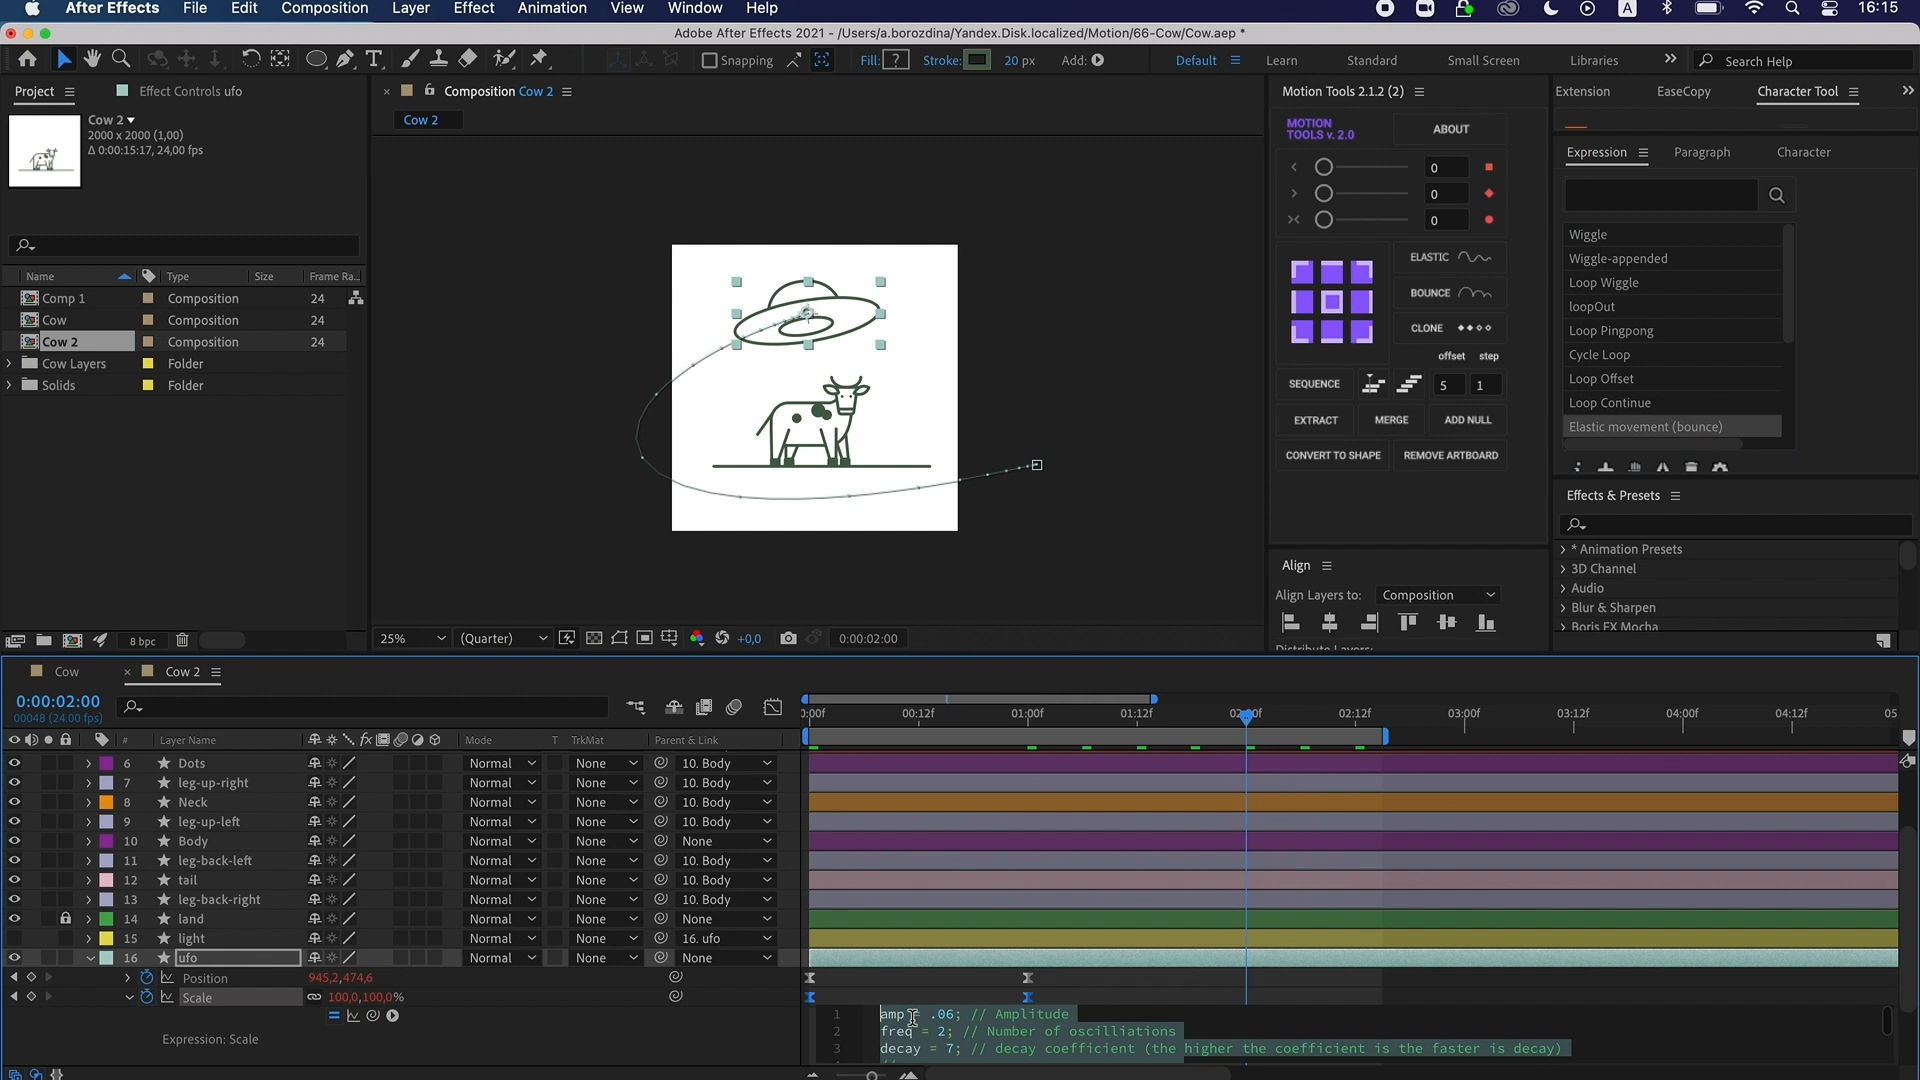 After Effects File Edit Composition Layer Effect Animation View Window Help A 16:15
Adobe After Effects 2021 - /Users/a.borozdina/Yandex.Disk.localized/Motion/66-Cow/Cow.aep *
Snapping Fill: ? Stroke: 20 px Add: Default Learn Standard Small Screen Libraries Search Help
Project Effect Controls ufo
Cow 2
2000 x 2000 (1,00)
Δ 0:00:15:17, 24,00 fps
Name Type Size Frame Ra...
Comp 1 Composition 24
Cow Composition 24
Cow 2 Composition 24
Cow Layers Folder
Solids Folder
8 bpc
Composition Cow 2
Cow 2
25% (Quarter) +0,0 0:00:02:00
Motion Tools 2.1.2 (2)
MOTION
TOOLS v. 2.0
ABOUT
0
0
0
ELASTIC
BOUNCE
CLONE
offset step
SEQUENCE 5 1
EXTRACT MERGE ADD NULL
CONVERT TO SHAPE REMOVE ARTBOARD
Align
Align Layers to: Composition
Distribute Layers:
Extension EaseCopy Character Tool
Expression Paragraph Character
Wiggle
Wiggle-appended
Loop Wiggle
loopOut
Loop Pingpong
Cycle Loop
Loop Offset
Loop Continue
Elastic movement (bounce)
Effects & Presets
* Animation Presets
3D Channel
Audio
Blur & Sharpen
Boris FX Mocha
Cow Cow 2
0:00:02:00
00048 (24.00 fps)
:00f 00:12f 01:00f 01:12f 02:00f 02:12f 03:00f 03:12f 04:00f 04:12f 05
# Layer Name fx Mode T TrkMat Parent & Link
6 Dots Normal None 10. Body
7 leg-up-right Normal None 10. Body
8 Neck Normal None 10. Body
9 leg-up-left Normal None 10. Body
10 Body Normal None None
11 leg-back-left Normal None 10. Body
12 tail Normal None 10. Body
13 leg-back-right Normal None 10. Body
14 land Normal None None
15 light Normal None 16. ufo
16 ufo Normal None None
Position 945,2,474,6
Scale 100,0,100,0%
Expression: Scale
1 amp = .06; // Amplitude
2 freq = 2; // Number of oscilliations
3 decay = 7; // decay coefficient (the higher the coefficient is the faster is decay)